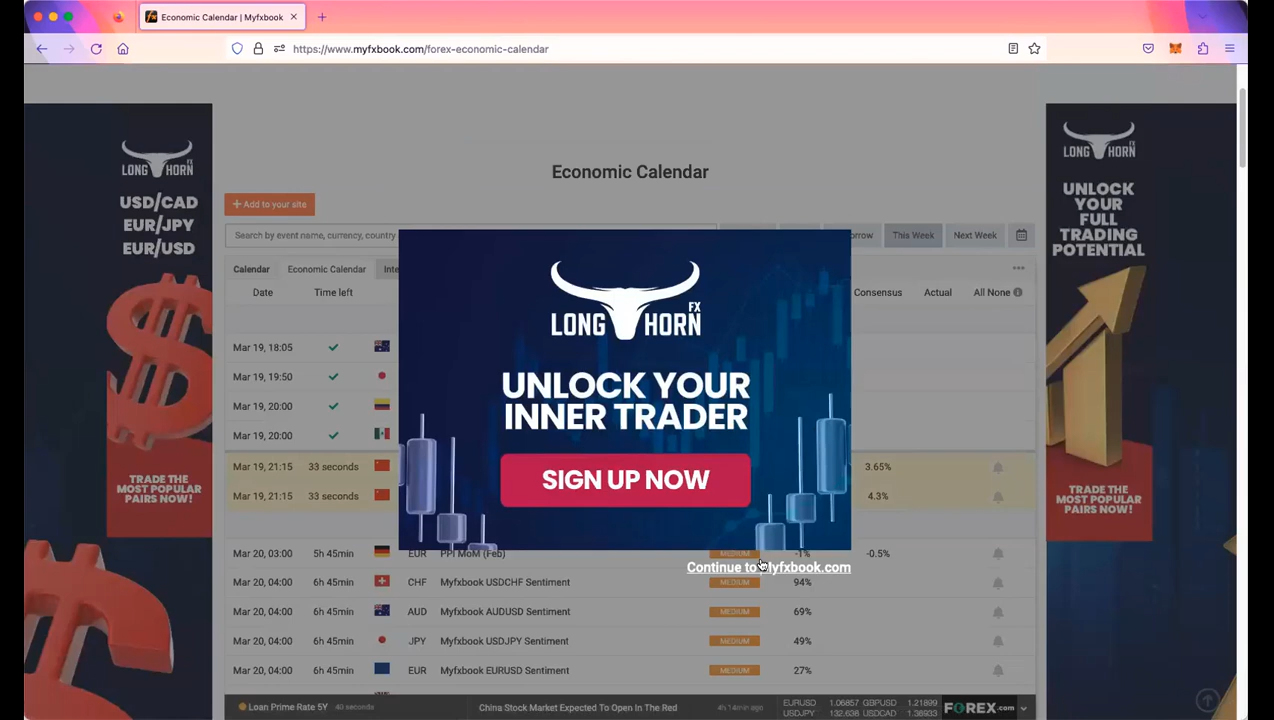 Economic Calendar | Myfxbook
https://www.myfxbook.com/forex-economic-calendar
LONG HORN FX
USD/CAD
EUR/JPY
EUR/USD
TRADE THE
MOST POPULAR
PAIRS NOW!
LONG HORN FX
UNLOCK
YOUR
FULL
TRADING
POTENTIAL
TRADE THE
MOST POPULAR
PAIRS NOW!
Economic Calendar
+ Add to your site
Search by event name, currency, country
This Week Next Week
Calendar Economic Calendar
Date Time left Consensus Actual All None
Mar 19, 18:05
Mar 19, 19:50
Mar 19, 20:00
Mar 19, 20:00
Mar 19, 21:15 33 seconds 3.65%
Mar 19, 21:15 33 seconds 4.3%
LONG HORN FX
UNLOCK YOUR
INNER TRADER
SIGN UP NOW
Mar 20, 03:00 5h 45min EUR PPI MoM (Feb) MEDIUM -1% -0.5%
Continue to Myfxbook.com
Mar 20, 04:00 6h 45min CHF Myfxbook USDCHF Sentiment MEDIUM 94%
Mar 20, 04:00 6h 45min AUD Myfxbook AUDUSD Sentiment MEDIUM 69%
Mar 20, 04:00 6h 45min JPY Myfxbook USDJPY Sentiment MEDIUM 49%
Mar 20, 04:00 6h 45min EUR Myfxbook EURUSD Sentiment MEDIUM 27%
Loan Prime Rate 5Y 40 seconds China Stock Market Expected To Open In The Red 4h 14min ago
EURUSD 1.06857 GBPUSD 1.21899
USDJPY 132.638 USDCAD 1.36933
FOREX.com